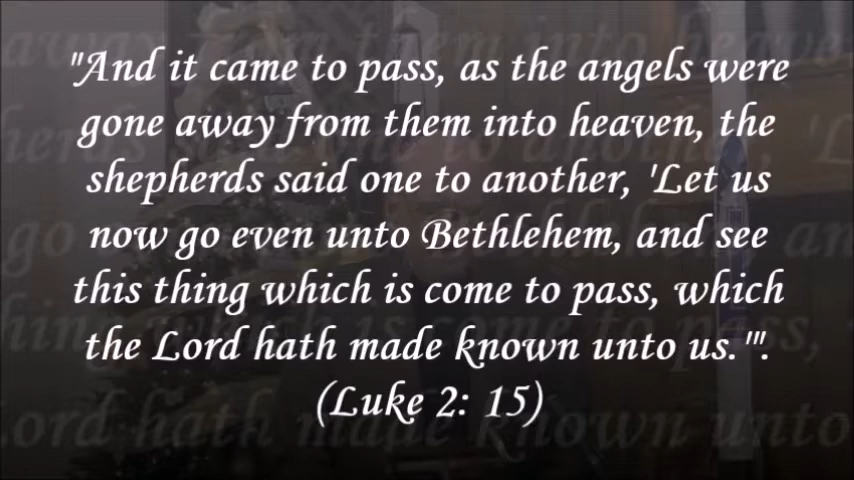 "And it came to pass, as the angels were
gone away from them into heaven, the
shepherds said one to another, 'Let us
now go even unto Bethlehem, and see
this thing which is come to pass, which
the Lord hath made known unto us.'".
(Luke 2: 15)